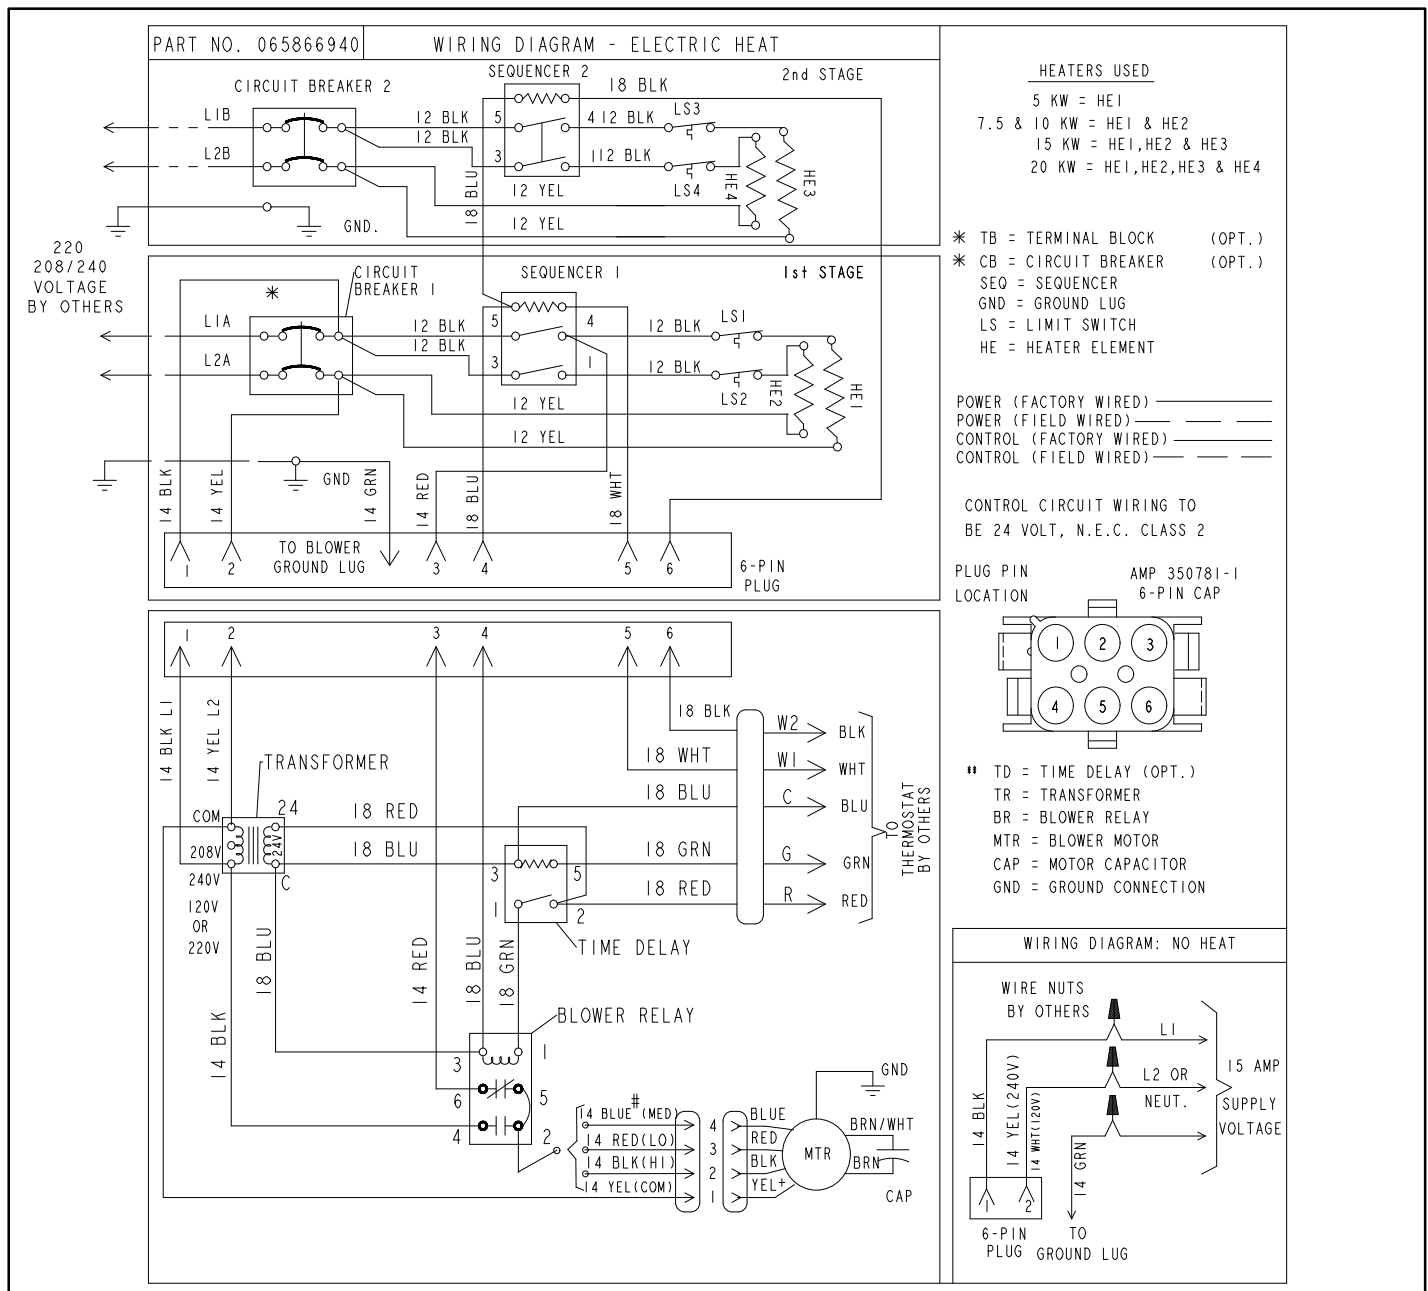 PART NO. 065866940
WIRING DIAGRAM - ELECTRIC HEAT
CIRCUIT BREAKER 2
SEQUENCER 2
18 BLK
2nd STAGE
L1B
12 BLK
12 BLK
5
4
12 BLK
LS3
L2B
3
1
12 BLK
LS4
HE4
HE3
18 BLU
12 YEL
12 YEL
GND.
220
208/240
VOLTAGE
BY OTHERS
CIRCUIT
BREAKER 1
*
SEQUENCER 1
1st STAGE
L1A
12 BLK
12 BLK
5
4
12 BLK
LS1
L2A
3
1
12 BLK
LS2
HE2
HE1
12 YEL
12 YEL
GND
14 BLK
14 YEL
14 GRN
14 RED
18 BLU
18 WHT
TO BLOWER
GROUND LUG
1
2
3
4
5
6
6-PIN
PLUG
1
2
3
4
5
6
14 BLK L1
14 YEL L2
TRANSFORMER
COM
24
208V
24V
240V
C
120V
OR
220V
18 RED
18 BLU
18 BLK
W2
BLK
18 WHT
W1
WHT
18 BLU
C
BLU
18 GRN
G
GRN
18 RED
R
RED
TO
THERMOSTAT
BY OTHERS
3
5
1
2
TIME DELAY
18 BLU
14 BLK
14 RED
18 BLU
18 GRN
BLOWER RELAY
3
1
6
5
4
2
#
14 BLUE (MED)
14 RED(LO)
14 BLK(HI)
14 YEL(COM)
4
3
2
1
BLUE
RED
BLK
YEL+
MTR
GND
BRN/WHT
BRN
CAP
HEATERS USED
5 KW = HE1
7.5 & 10 KW = HE1 & HE2
15 KW = HE1,HE2 & HE3
20 KW = HE1,HE2,HE3 & HE4
* TB = TERMINAL BLOCK (OPT.)
* CB = CIRCUIT BREAKER (OPT.)
SEQ = SEQUENCER
GND = GROUND LUG
LS = LIMIT SWITCH
HE = HEATER ELEMENT
POWER (FACTORY WIRED)
POWER (FIELD WIRED)
CONTROL (FACTORY WIRED)
CONTROL (FIELD WIRED)
CONTROL CIRCUIT WIRING TO
BE 24 VOLT, N.E.C. CLASS 2
PLUG PIN
LOCATION
AMP 350781-1
6-PIN CAP
1
2
3
4
5
6
** TD = TIME DELAY (OPT.)
TR = TRANSFORMER
BR = BLOWER RELAY
MTR = BLOWER MOTOR
CAP = MOTOR CAPACITOR
GND = GROUND CONNECTION
WIRING DIAGRAM: NO HEAT
WIRE NUTS
BY OTHERS
L1
L2 OR
NEUT.
15 AMP
SUPPLY
VOLTAGE
14 BLK
14 YEL(240V)
14 WHT(120V)
14 GRN
1
2
6-PIN
PLUG
TO
GROUND LUG